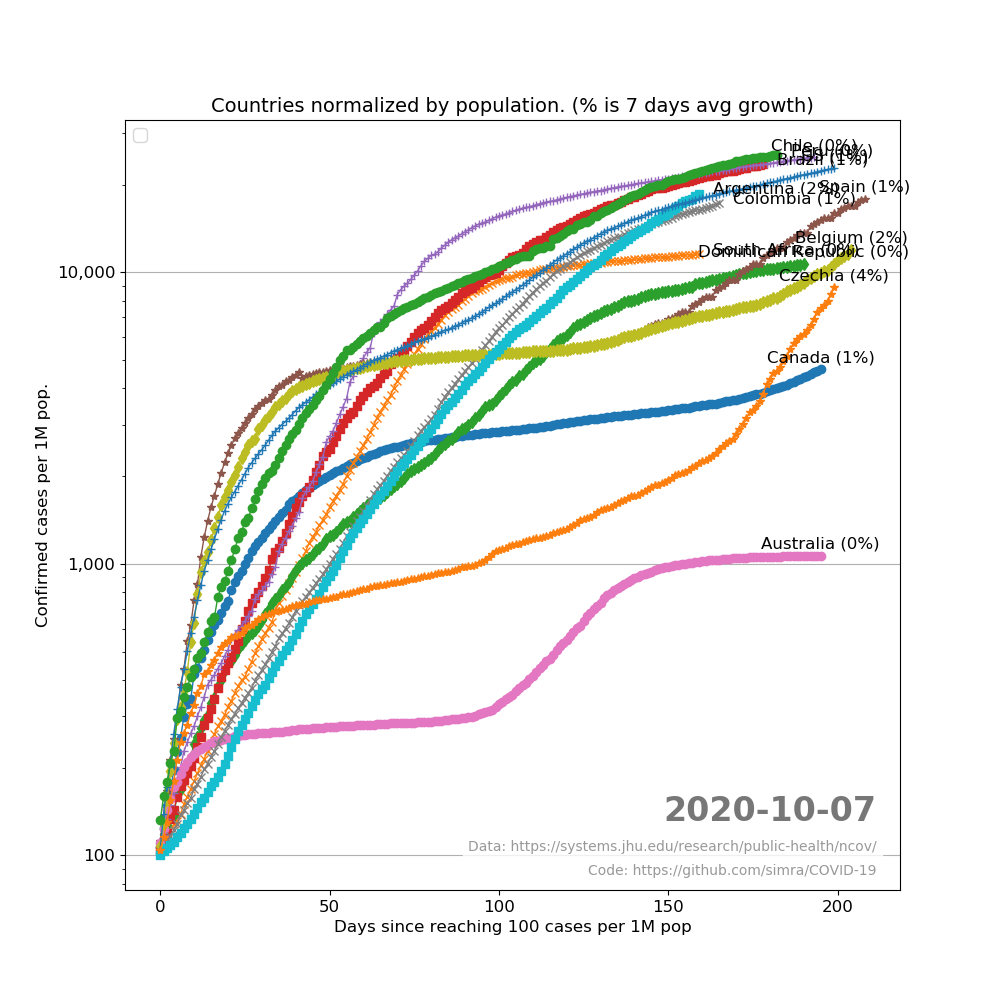 Countries normalized by population. (% is 7 days avg growth)
Chile (0%)
Peru (0%)
Brazil (1%)
Argentina (2%)
Spain (1%)
Colombia (1%)
Belgium (2%)
South Africa (0%)
Dominican Republic (0%)
Czechia (4%)
Canada (1%)
Australia (0%)
10,000
1,000
100
Confirmed cases per 1M pop.
2020-10-07
Data: https://systems.jhu.edu/research/public-health/ncov/
Code: https://github.com/simra/COVID-19
0 50 100 150 200
Days since reaching 100 cases per 1M pop